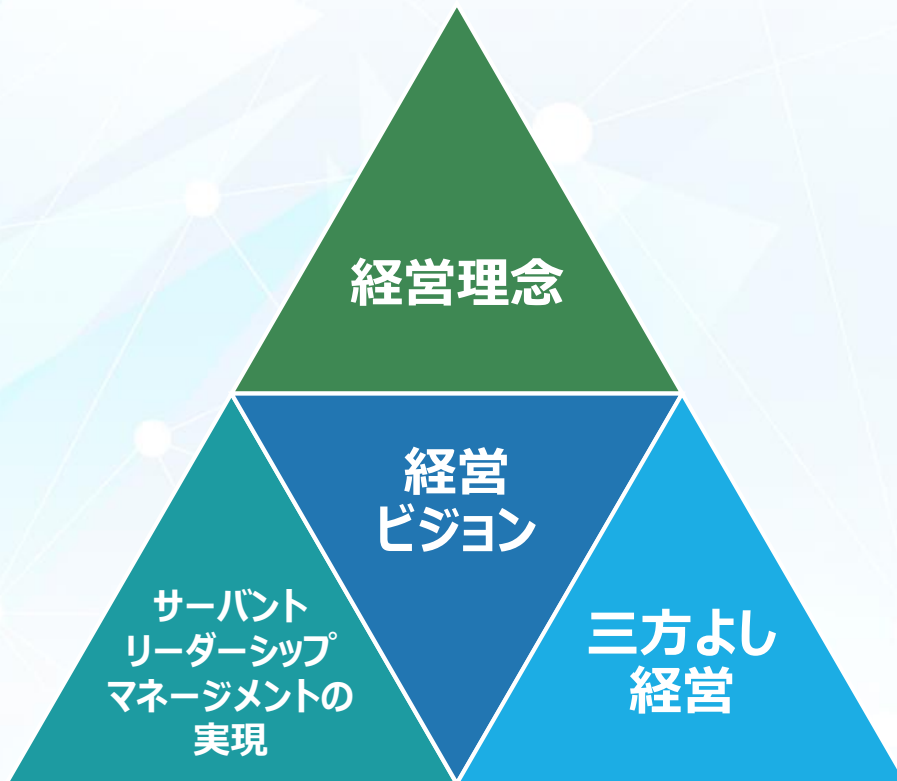 経営理念
経営
ビジョン
サーバント
リーダーシップ
マネージメントの
実現
三方よし
経営